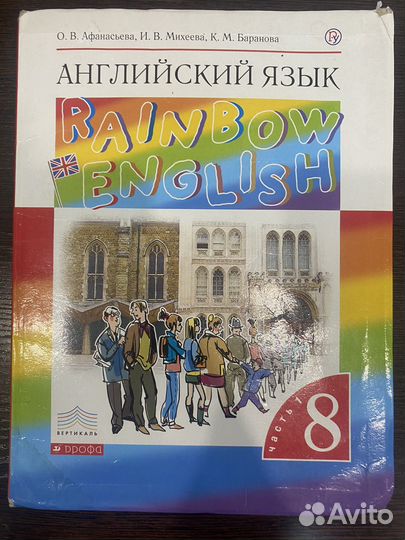 О. В. Афанасьева, И. В. Михеева, К. М. Баранова
АНГЛИЙСКИЙ ЯЗЫК
RAINBOW
ENGLISH
часть 1
8
ВЕРТИКАЛЬ
ДРОФА
Avito